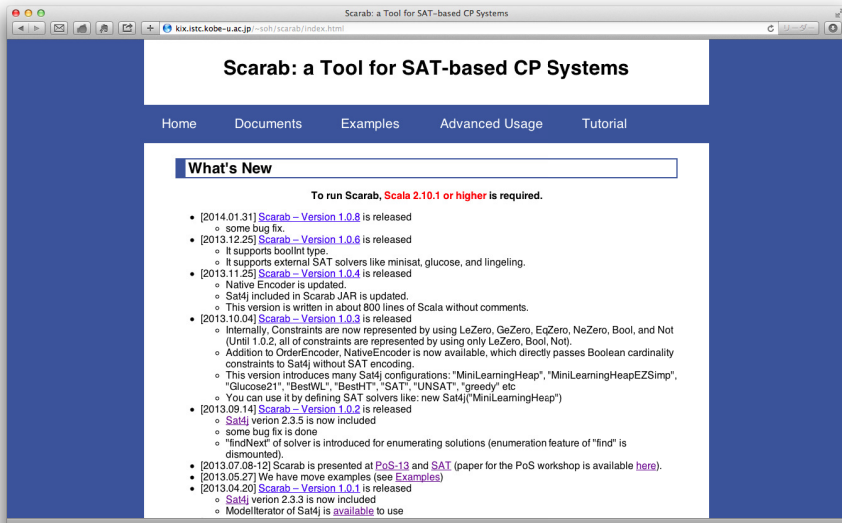 Scarab: a Tool for SAT-based CP Systems
kix.istc.kobe-u.ac.jp/~soh/scarab/index.html
リーダー
Scarab: a Tool for SAT-based CP Systems
Home Documents Examples Advanced Usage Tutorial
What's New
To run Scarab, Scala 2.10.1 or higher is required.
[2014.01.31] Scarab – Version 1.0.8 is released
some bug fix.
[2013.12.25] Scarab – Version 1.0.6 is released
It supports boolInt type.
It supports external SAT solvers like minisat, glucose, and lingeling.
[2013.11.25] Scarab – Version 1.0.4 is released
Native Encoder is updated.
Sat4j included in Scarab JAR is updated.
This version is written in about 800 lines of Scala without comments.
[2013.10.04] Scarab – Version 1.0.3 is released
Internally, Constraints are now represented by using LeZero, GeZero, EqZero, NeZero, Bool, and Not
(Until 1.0.2, all of constraints are represented by using only LeZero, Bool, Not).
Addition to OrderEncoder, NativeEncoder is now available, which directly passes Boolean cardinality
constraints to Sat4j without SAT encoding.
This version introduces many Sat4j configurations: "MiniLearningHeap", "MiniLearningHeapEZSimp",
"Glucose21", "BestWL", "BestHT", "SAT", "UNSAT", "greedy" etc
You can use it by defining SAT solvers like: new Sat4j("MiniLearningHeap")
[2013.09.14] Scarab – Version 1.0.2 is released
Sat4j verion 2.3.5 is now included
some bug fix is done
"findNext" of solver is introduced for enumerating solutions (enumeration feature of "find" is
dismounted).
[2013.07.08-12] Scarab is presented at PoS-13 and SAT (paper for the PoS workshop is available here).
[2013.05.27] We have move examples (see Examples)
[2013.04.20] Scarab – Version 1.0.1 is released
Sat4j verion 2.3.3 is now included
ModelIterator of Sat4j is available to use